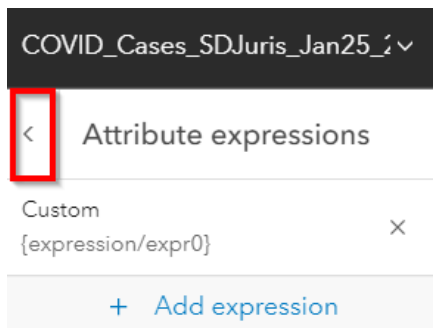 COVID_Cases_SDJuris_Jan25_
Attribute expressions
Custom
{expression/expr0}
+ Add expression